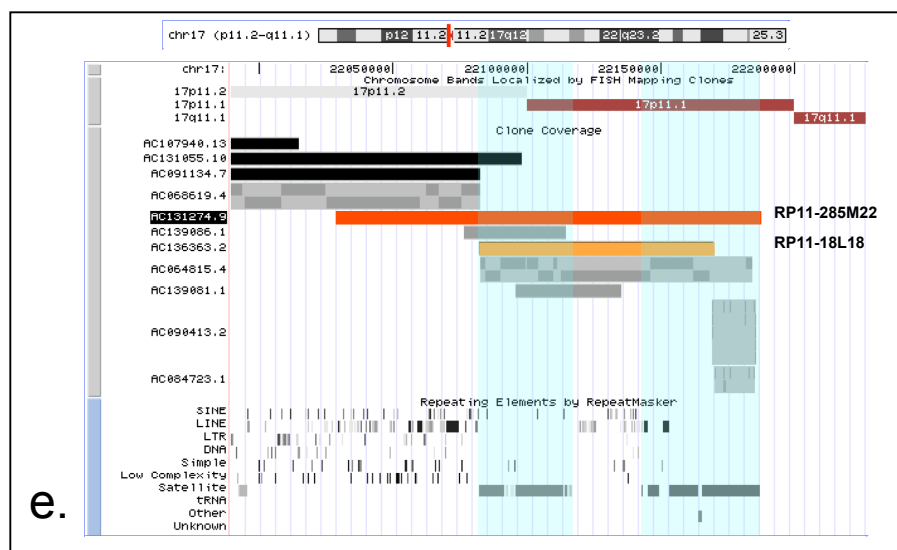 chr17 (p11.2-q11.1) p12 11.2 11.2 17q12 22 q23.2 25.3
chr17: 22050000 22100000 22150000 22200000
Chromosome Bands Localized by FISH Mapping Clones
17p11.2 17p11.2
17p11.1 17p11.1
17q11.1 17q11.1
Clone Coverage
AC107940.13
AC131055.10
AC091134.7
AC068619.4
AC131274.9 RP11-285M22
AC139086.1
AC136363.2 RP11-18L18
AC064815.4
AC139081.1
AC090413.2
AC084723.1
Repeating Elements by RepeatMasker
SINE
LINE
LTR
DNA
Simple
Low Complexity
Satellite
tRNA
Other
Unknown
e.